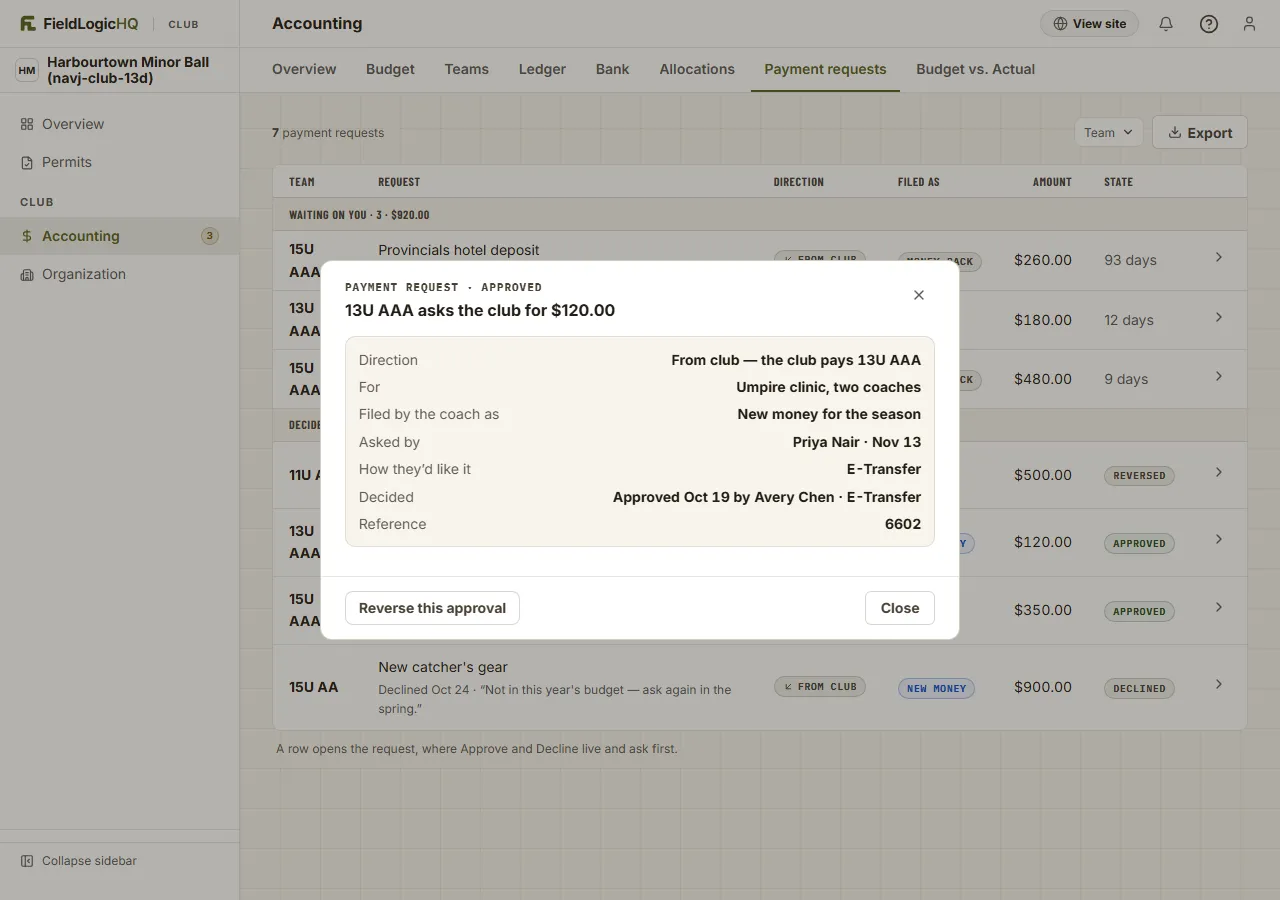 FieldLogicHQ CLUB
Accounting
View site
HM
Harbourtown Minor Ball
(navj-club-13d)
Overview Budget Teams Ledger Bank Allocations Payment requests Budget vs. Actual
Overview
Permits
CLUB
Accounting 3
Organization
Collapse sidebar
7 payment requests
Team
Export
TEAM REQUEST DIRECTION FILED AS AMOUNT STATE
WAITING ON YOU · 3 · $920.00
15U
AAA
Provincials hotel deposit
$260.00 93 days
13U
AAA
$180.00 12 days
15U
AAA
$480.00 9 days
11U
$500.00 REVERSED
13U
AAA
$120.00 APPROVED
15U
AAA
$350.00 APPROVED
15U AA
New catcher's gear
Declined Oct 24 · “Not in this year's budget — ask again in the
spring.”
FROM CLUB NEW MONEY $900.00 DECLINED
A row opens the request, where Approve and Decline live and ask first.
PAYMENT REQUEST · APPROVED
13U AAA asks the club for $120.00
Direction From club — the club pays 13U AAA
For Umpire clinic, two coaches
Filed by the coach as New money for the season
Asked by Priya Nair · Nov 13
How they’d like it E-Transfer
Decided Approved Oct 19 by Avery Chen · E-Transfer
Reference 6602
Reverse this approval
Close